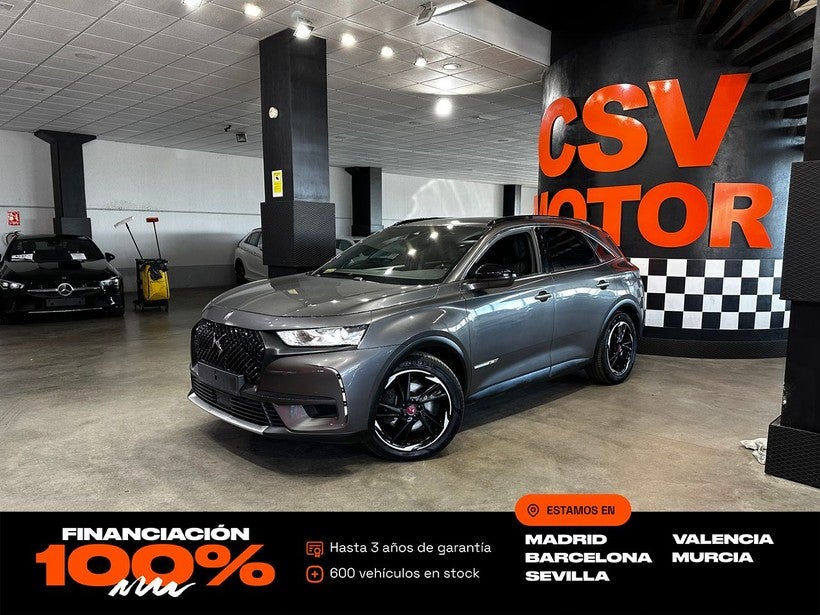 CSV
MOTOR
ESTAMOS EN
FINANCIACIÓN
100%
Hasta 3 años de garantía
600 vehículos en stock
MADRID
BARCELONA
SEVILLA
VALENCIA
MURCIA